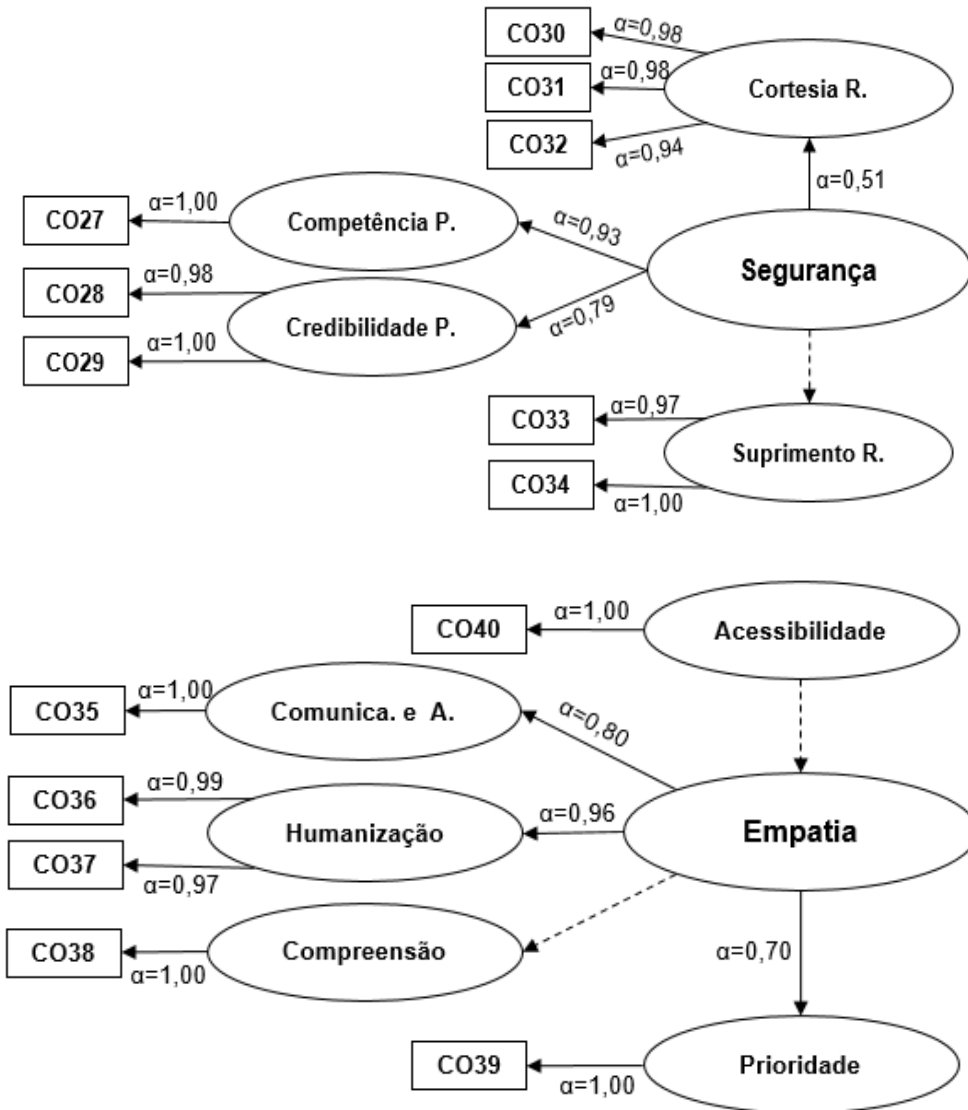 CO30
α=0,98
CO31
α=0,98
Cortesia R.
CO32
α=0,94
α=0,51
CO27
α=1,00
Competência P.
α=0,93
CO28
α=0,98
Segurança
Credibilidade P.
α=0,79
CO29
α=1,00
CO33
α=0,97
Suprimento R.
CO34
α=1,00
CO40
α=1,00
Acessibilidade
CO35
α=1,00
Comunica. e A.
α=0,80
CO36
α=0,99
Humanização
α=0,96
Empatia
CO37
α=0,97
CO38
α=1,00
Compreensão
α=0,70
CO39
α=1,00
Prioridade